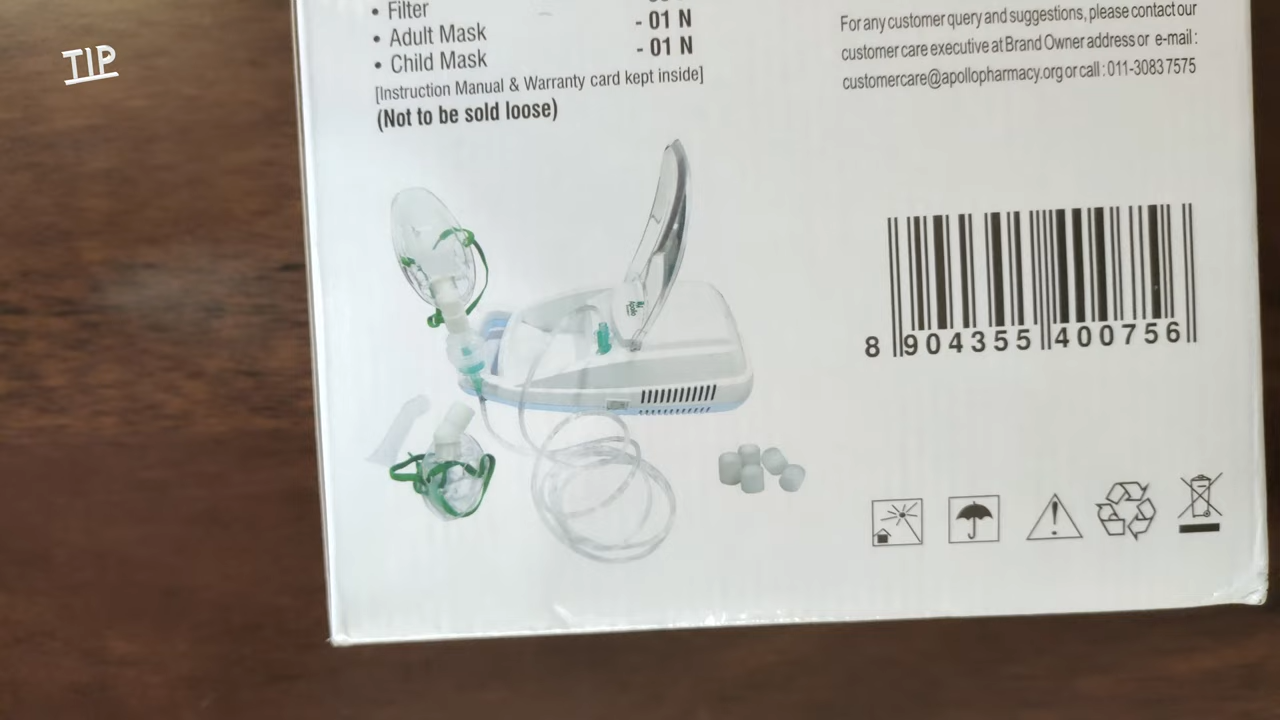 TIP
• Filter
• Adult Mask - 01 N
• Child Mask - 01 N
[Instruction Manual & Warranty card kept inside]
(Not to be sold loose)
For any customer query and suggestions, please contact our
customer care executive at Brand Owner address or e-mail :
customercare@apollopharmacy.org or call : 011-3083 7575
8 904355 400756